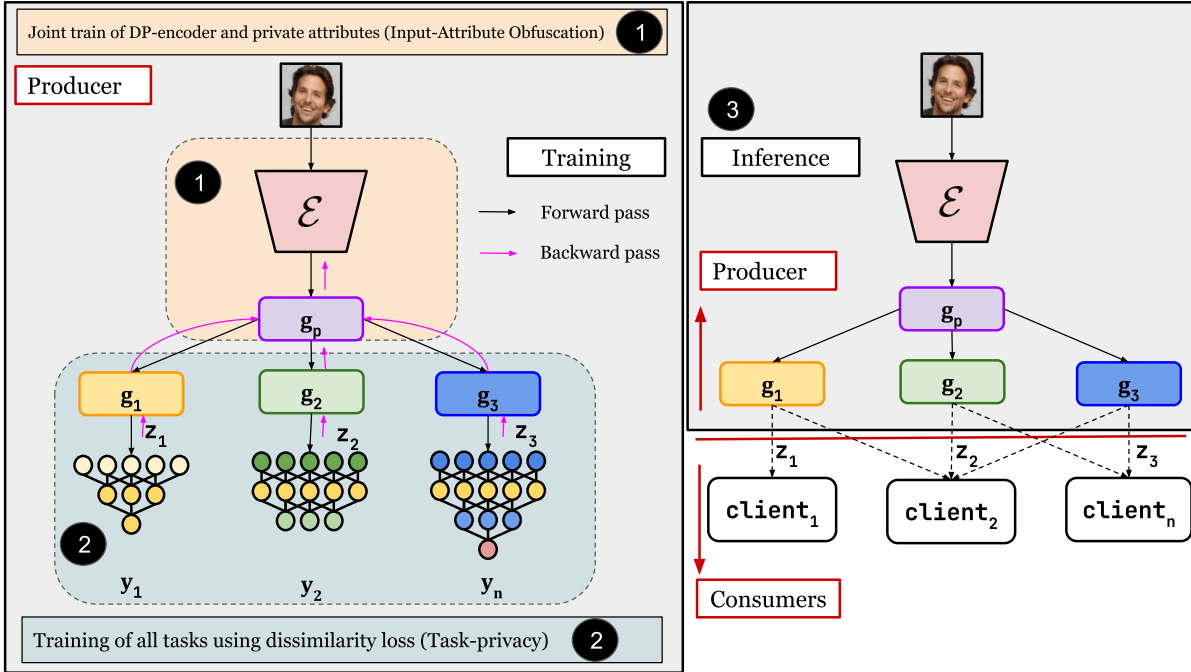 Joint train of DP-encoder and private attributes (Input-Attribute Obfuscation) 1
Producer
Training
1
ℰ
Forward pass
Backward pass
g_p
g_1
g_2
g_3
z_1
z_2
z_3
2
y_1
y_2
y_n
Training of all tasks using dissimilarity loss (Task-privacy) 2
3
Inference
ℰ
Producer
g_p
g_1
g_2
g_3
z_1
z_2
z_3
client_1
client_2
client_n
Consumers